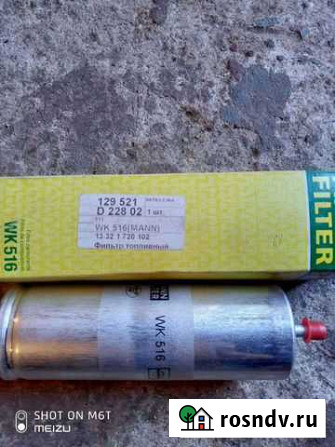 FILTER
WK 516
129 521
D 228 02
1 шт.
WK 516(MANN)
13 32 1 720 102
Фильтр топливный
WK 516
SHOT ON M6T
MEIZU
rosndv.ru